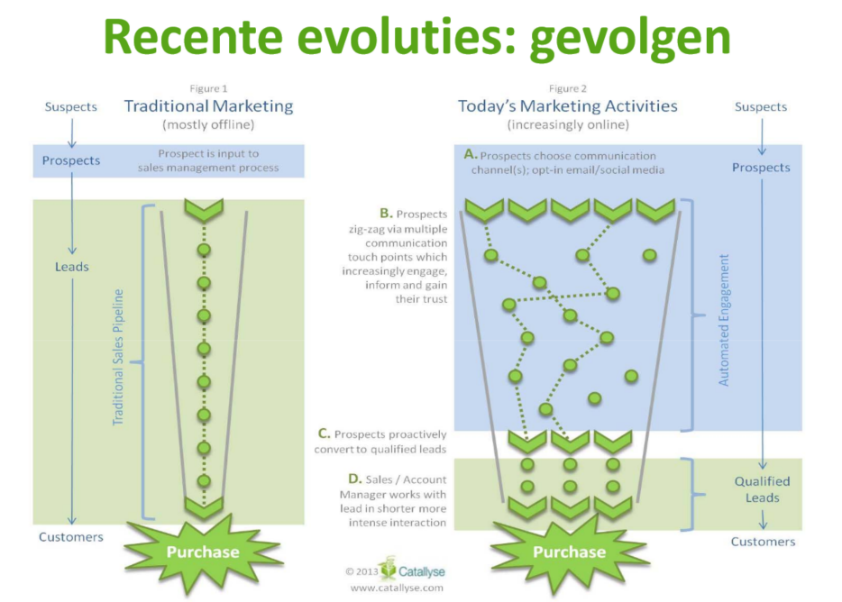 Recente evoluties: gevolgen
Figure 1
Traditional Marketing
(mostly offline)
Suspects
Prospects
Prospect is input to
sales management process
Leads
Traditional Sales Pipeline
Customers
Purchase
Figure 2
Today's Marketing Activities
(increasingly online)
Suspects
A. Prospects choose communication
channel(s); opt-in email/social media
Prospects
B. Prospects
zig-zag via multiple
communication
touch points which
increasingly engage,
inform and gain
their trust
Automated Engagement
C. Prospects proactively
convert to qualified leads
D. Sales / Account
Manager works with
lead in shorter more
intense interaction
Qualified
Leads
Customers
Purchase
© 2013 Catallyse
www.catallyse.com